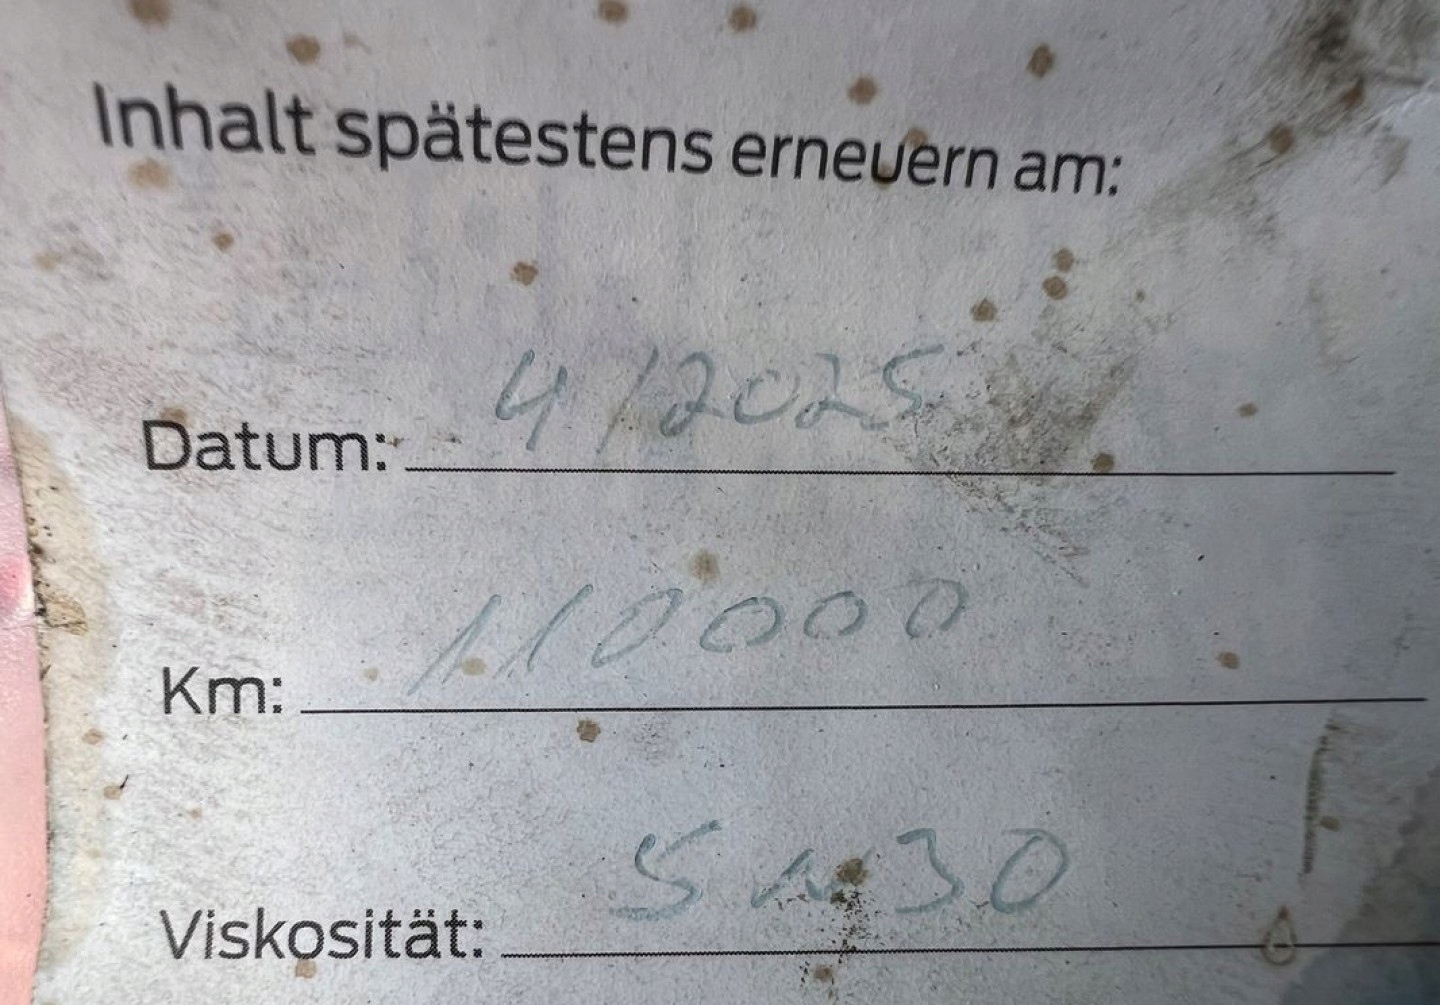 Inhalt spätestens erneuern am:
Datum: 4/2025
Km: 110000
Viskosität: 5w30